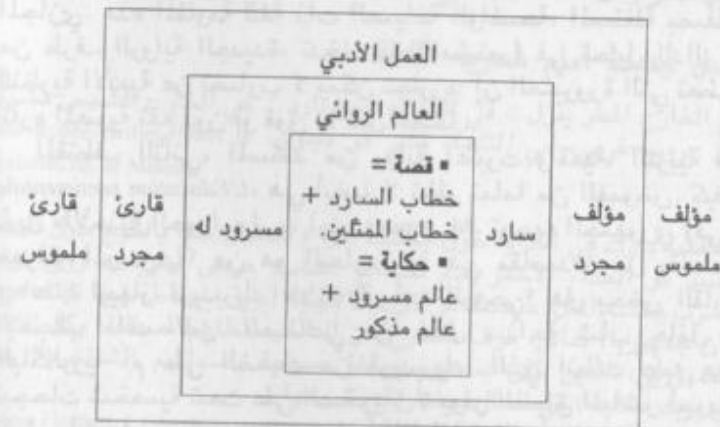 العمل الأدبي
العالم الروائي
▪ قصة =
خطاب السارد +
خطاب الممثلين
▪ حكاية =
عالم مسرود +
عالم مذكور
مؤلف ملموس
مؤلف مجرد
سارد
مسرود له
قارئ مجرد
قارئ ملموس